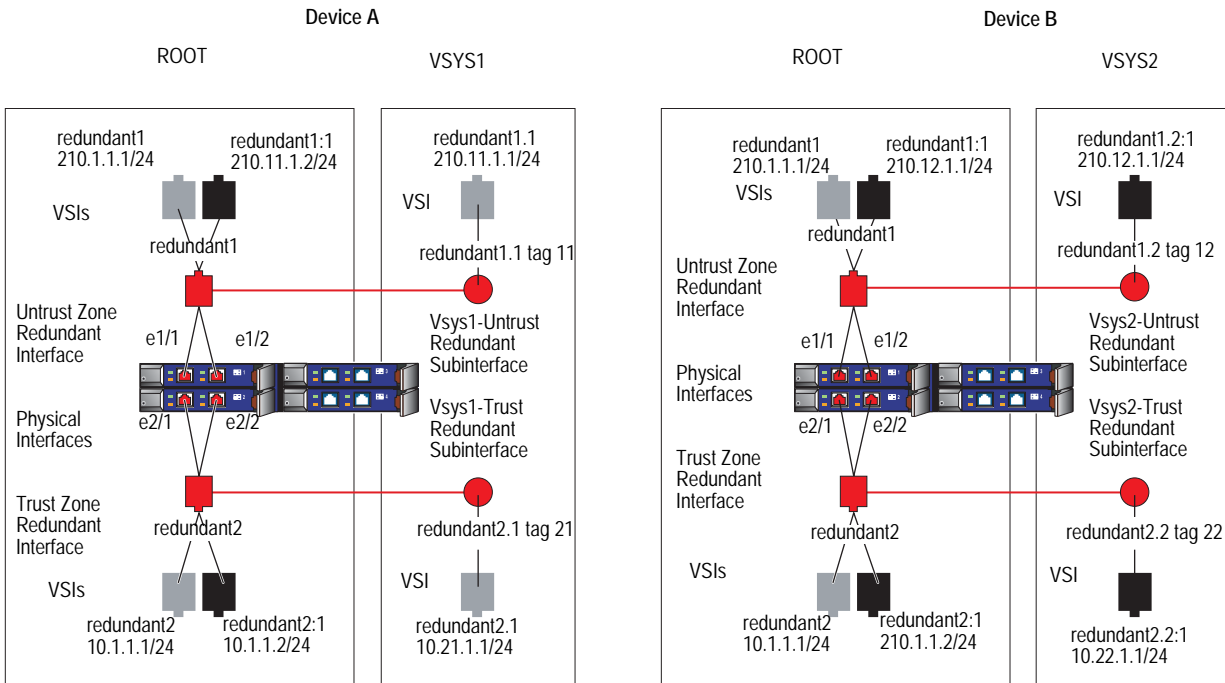 Device A
ROOT
VSYS1
redundant1
210.1.1.1/24
redundant1:1
210.11.1.2/24
redundant1.1
210.11.1.1/24
VSIs
VSI
redundant1
redundant1.1 tag 11
Untrust Zone
Redundant
Interface
e1/1
e1/2
Vsys1-Untrust
Redundant
Subinterface
Physical
Interfaces
e2/1
e2/2
Vsys1-Trust
Redundant
Subinterface
Trust Zone
Redundant
Interface
redundant2
redundant2.1 tag 21
VSIs
VSI
redundant2
10.1.1.1/24
redundant2:1
10.1.1.2/24
redundant2.1
10.21.1.1/24
Device B
ROOT
VSYS2
redundant1
210.1.1.1/24
redundant1:1
210.12.1.1/24
redundant1.2:1
210.12.1.1/24
VSIs
VSI
redundant1
redundant1.2 tag 12
Untrust Zone
Redundant
Interface
e1/1
e1/2
Vsys2-Untrust
Redundant
Subinterface
Physical
Interfaces
e2/1
e2/2
Vsys2-Trust
Redundant
Subinterface
Trust Zone
Redundant
Interface
redundant2
redundant2.2 tag 22
VSIs
VSI
redundant2
10.1.1.1/24
redundant2:1
210.1.1.2/24
redundant2.2:1
10.22.1.1/24